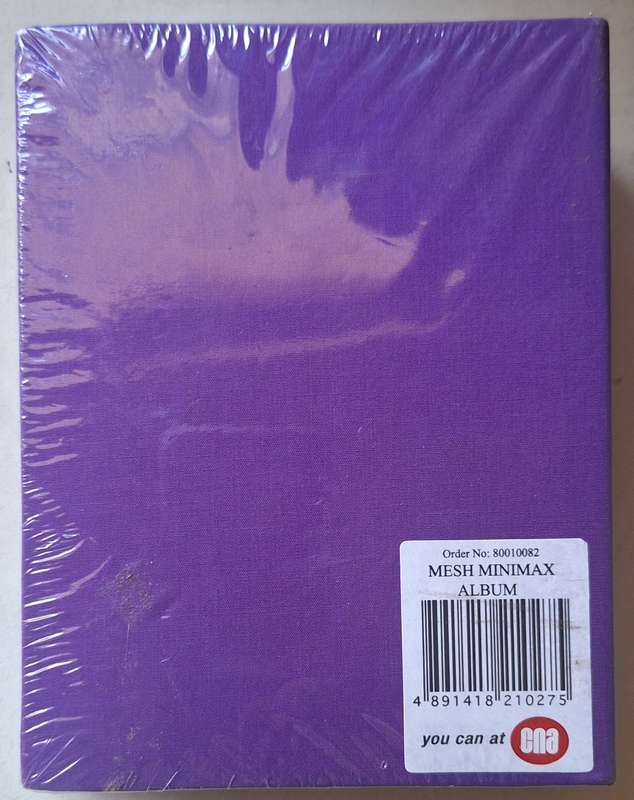 Order No: 80010082
MESH MINIMAX
ALBUM
4 891418 210275
you can at cna